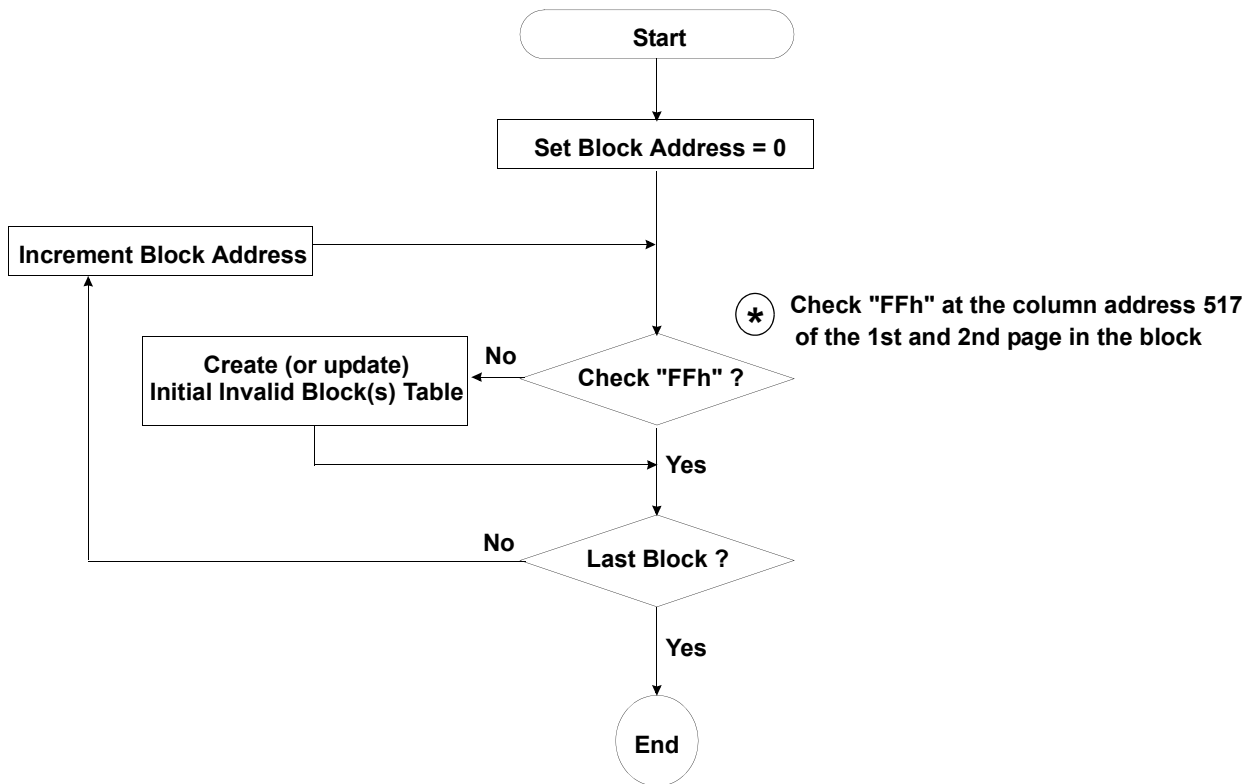 Start
Set Block Address = 0
Increment Block Address
* Check "FFh" at the column address 517
of the 1st and 2nd page in the block
Create (or update)
Initial Invalid Block(s) Table
No
Check "FFh" ?
Yes
No
Last Block ?
Yes
End